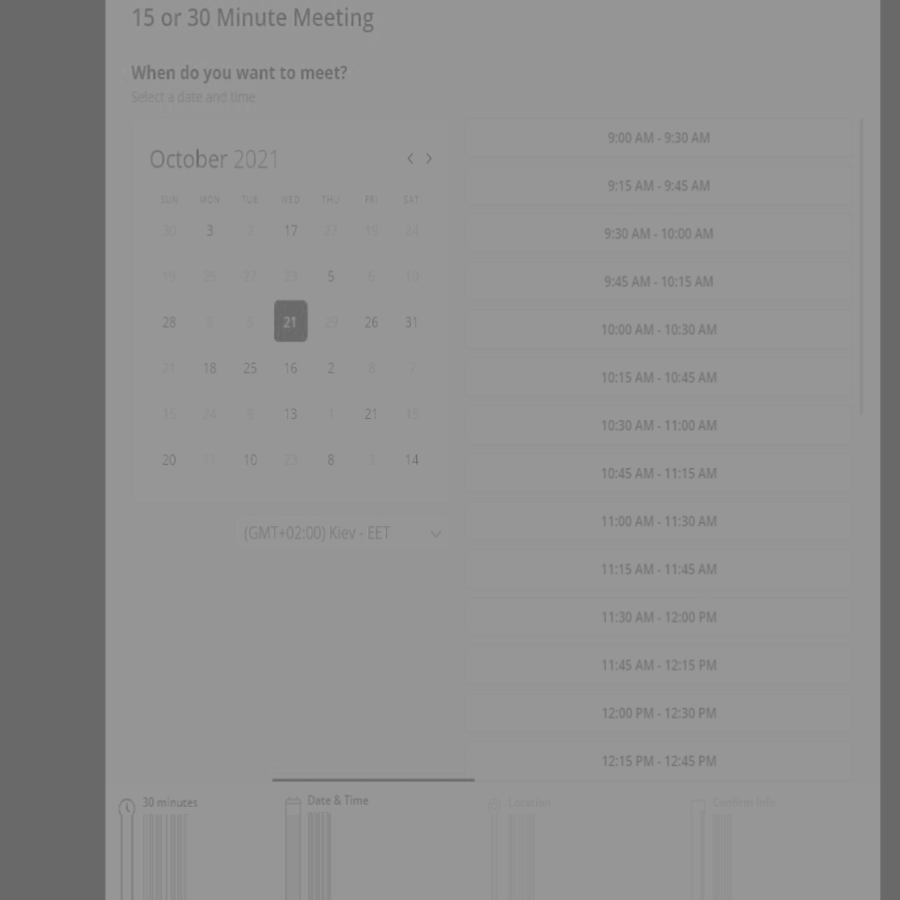 15 or 30 Minute Meeting
When do you want to meet?
Select a date and time
October 2021
SUN MON TUE WED THU FRI SAT
30 3 2 17 27 19 24
19 26 27 23 5 6 10
28 21 29 26 31
21 18 25 16 2 8 7
15 24 9 13 1 21 15
20 11 10 23 8 3 14
(GMT+02:00) Kiev - EET
9:00 AM - 9:30 AM
9:15 AM - 9:45 AM
9:30 AM - 10:00 AM
9:45 AM - 10:15 AM
10:00 AM - 10:30 AM
10:15 AM - 10:45 AM
10:30 AM - 11:00 AM
10:45 AM - 11:15 AM
11:00 AM - 11:30 AM
11:15 AM - 11:45 AM
11:30 AM - 12:00 PM
11:45 AM - 12:15 PM
12:00 PM - 12:30 PM
12:15 PM - 12:45 PM
30 minutes
Date & Time
Location
Confirm Info